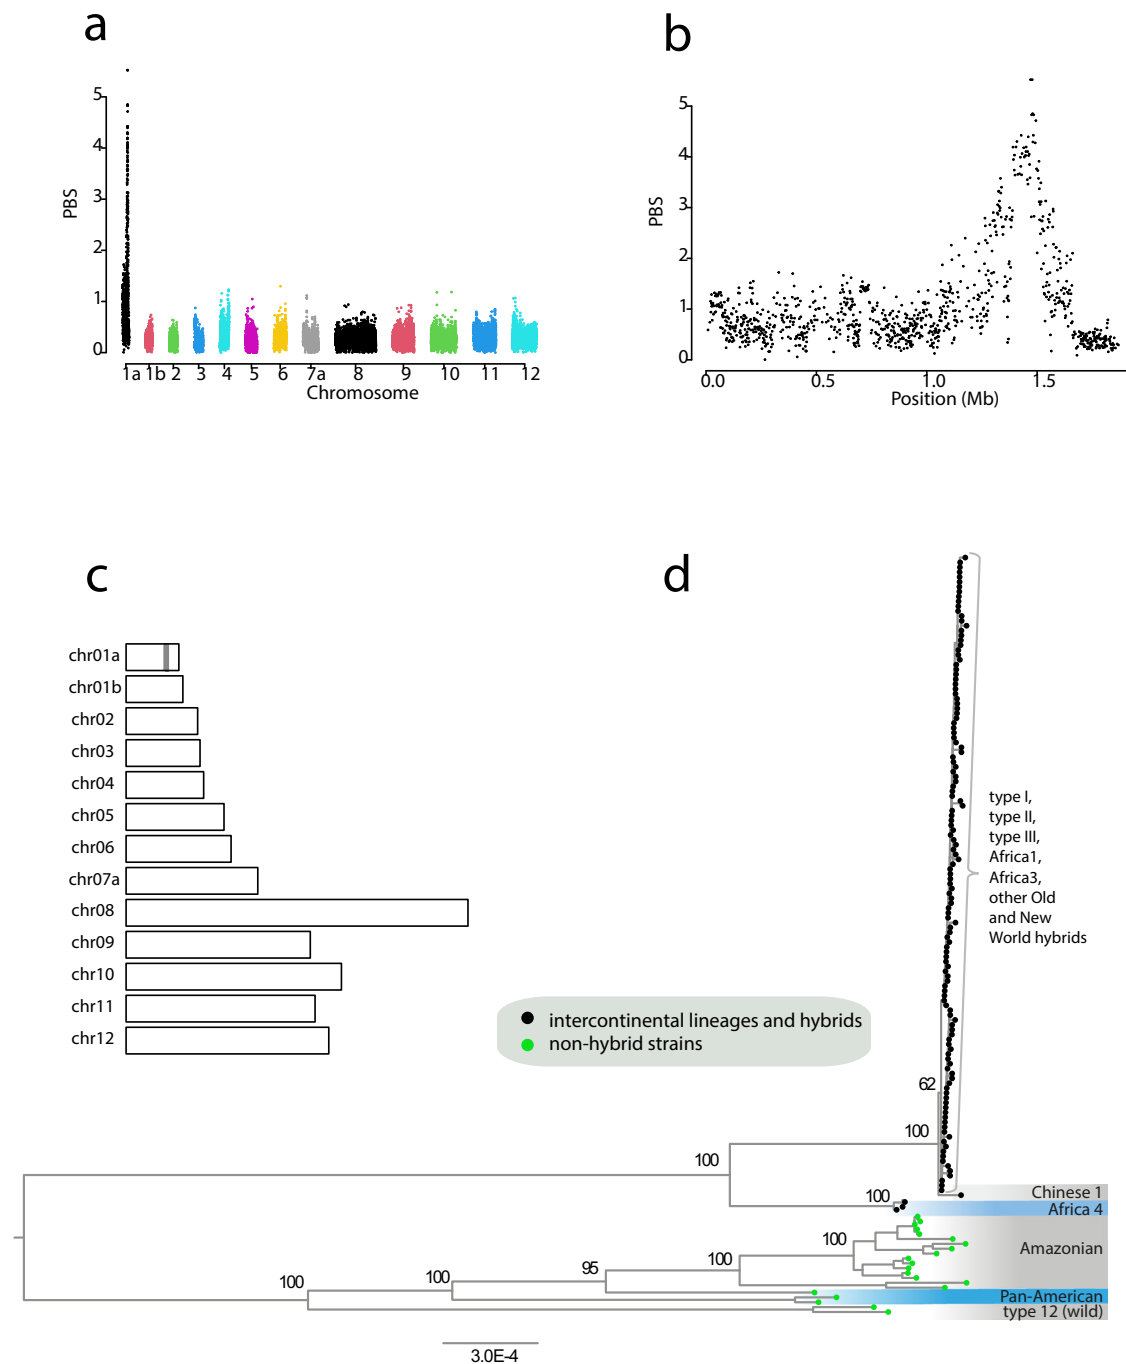 a
PBS
5
4
3
2
1
0
1a 1b 2 3 4 5 6 7a 8 9 10 11 12
Chromosome
b
PBS
5
4
3
2
1
0
0.0 0.5 1.0 1.5
Position (Mb)
c
chr01a
chr01b
chr02
chr03
chr04
chr05
chr06
chr07a
chr08
chr09
chr10
chr11
chr12
d
type I,
type II,
type III,
Africa1,
Africa3,
other Old
and New
World hybrids
intercontinental lineages and hybrids
non-hybrid strains
62
100
100
100
Chinese 1
Africa 4
100
Amazonian
100
95
100
100
Pan-American
type 12 (wild)
3.0E-4